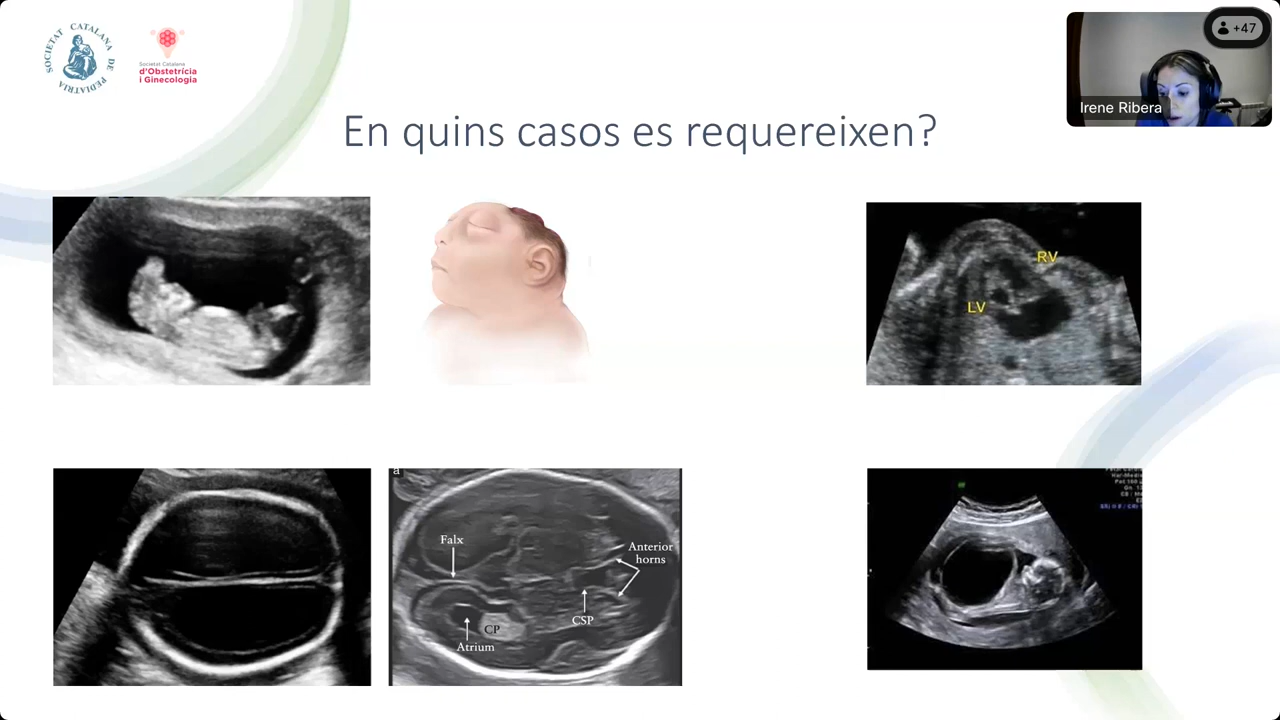 SOCIETAT CATALANA DE PEDIATRIA
Societat Catalana
d'Obstetrícia
i Ginecologia
+47
Irene Ribera
En quins casos es requereixen?
RV
LV
a
Falx
Anterior
horns
CSP
CP
Atrium